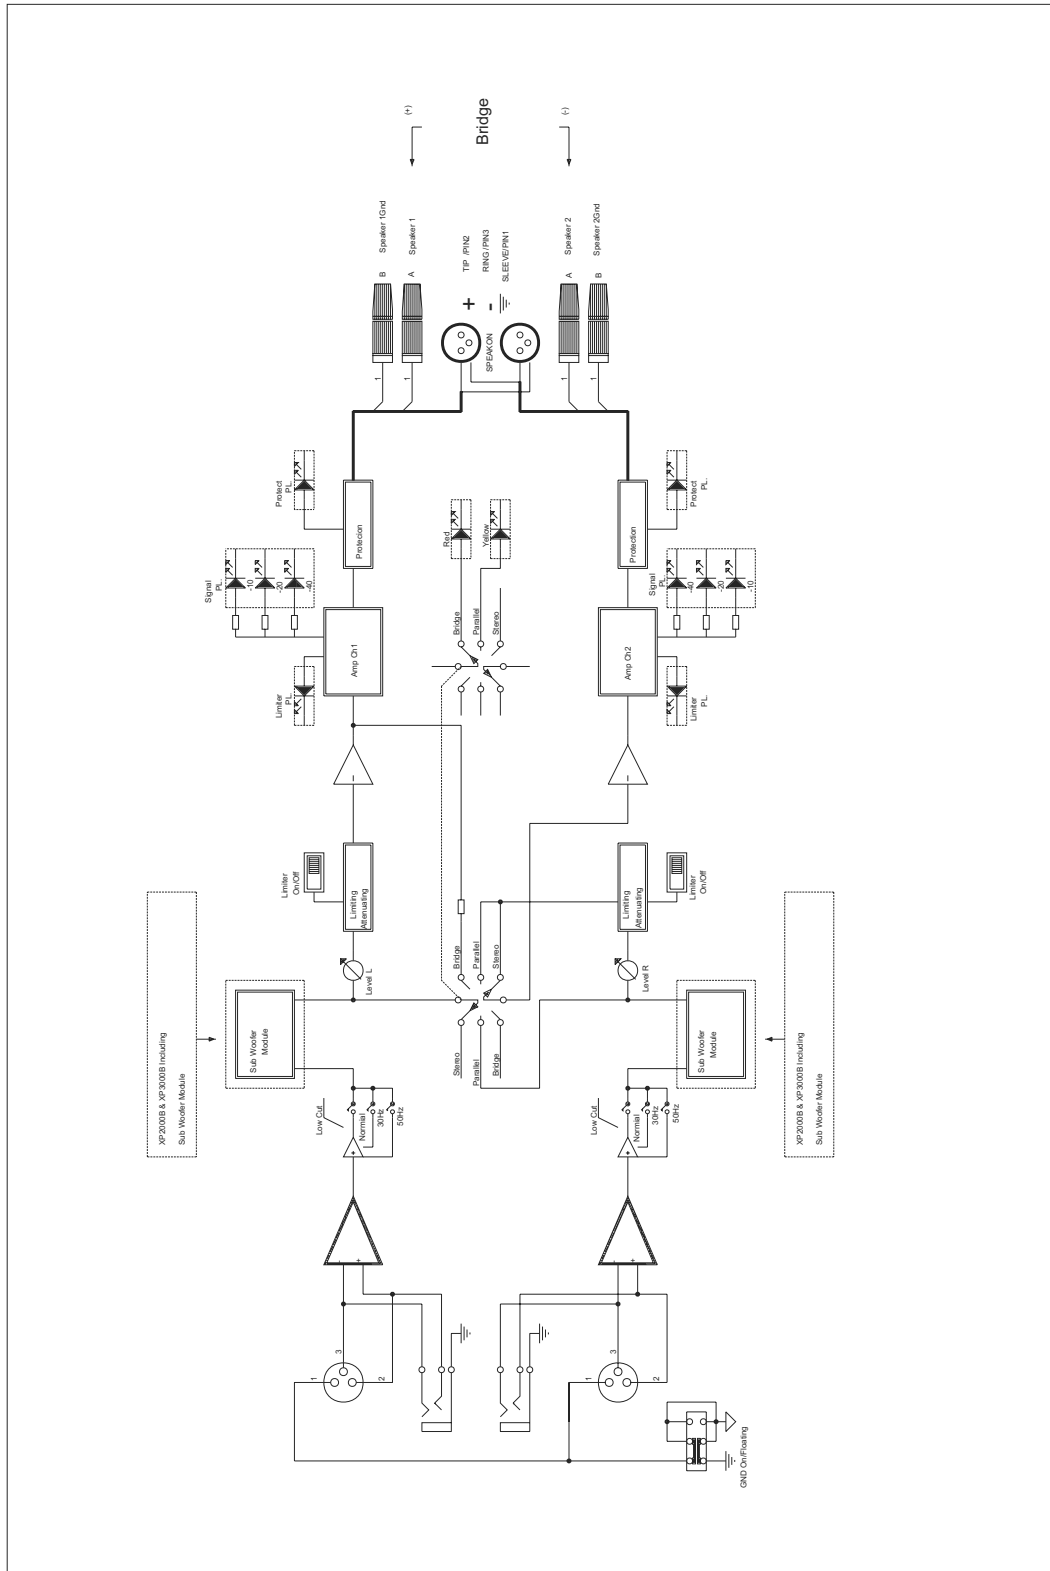 (+)
Bridge
(-)
B Speaker 1Gnd
A Speaker 1
TIP /PIN2
RING /PIN3
SLEEVE/PIN1
A Speaker 2
B Speaker 2Gnd
+
-
SPEAKON
1
1
1
1
Protect
PL.
Protecion
Red
Yellow
Protection
Protect
PL.
Signal
PL.
-10
-20
-40
Amp Ch1
Limiter
PL.
Bridge
Parallel
Stereo
Signal
PL.
-40
-20
-10
Amp Ch2
Limiter
PL.
Limiter
On/Off
Limiting
Attenuating
Level L
Bridge
Parallel
Stereo
Limiting
Attenuating
Limiter
On/Off
Level R
XP2000B & XP3000B Including
Sub Woofer Module
Sub Woofer
Module
Stereo
Parallel
Bridge
Sub Woofer
Module
XP2000B & XP3000B Including
Sub Woofer Module
Low Cut
Normal
30Hz
50Hz
+
Low Cut
Normal
30Hz
50Hz
+
-
+
-
+
1
3
2
1
3
2
GND On/Floating